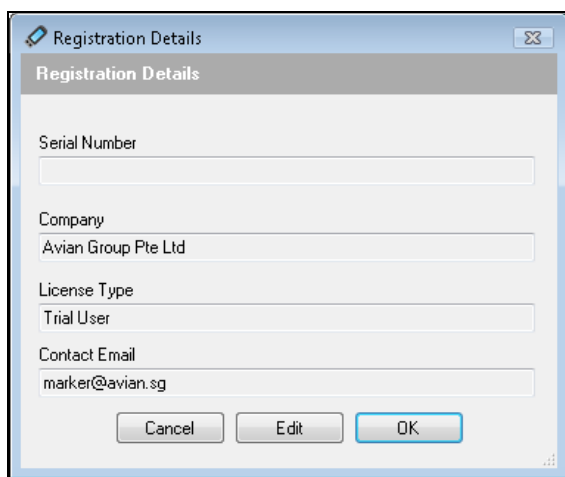 Registration Details
Registration Details
Serial Number
Company
Avian Group Pte Ltd
License Type
Trial User
Contact Email
marker@avian.sg
Cancel Edit OK